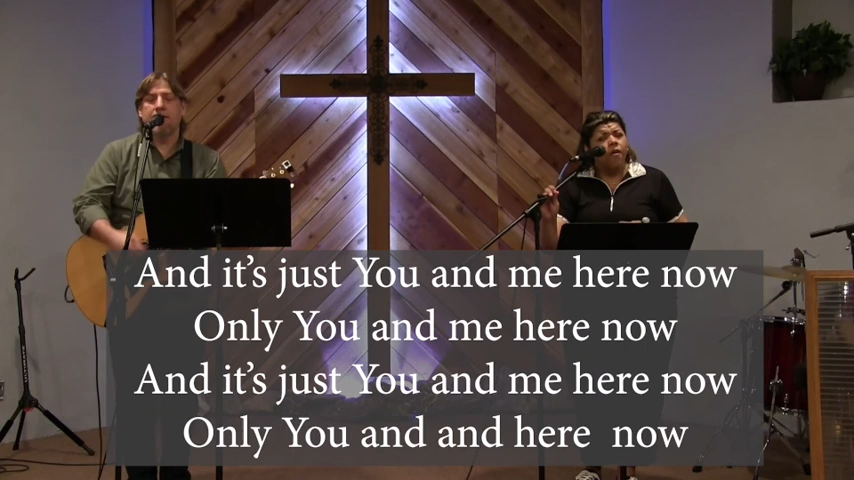 And it's just You and me here now
Only You and me here now
And it's just You and me here now
Only You and and here  now